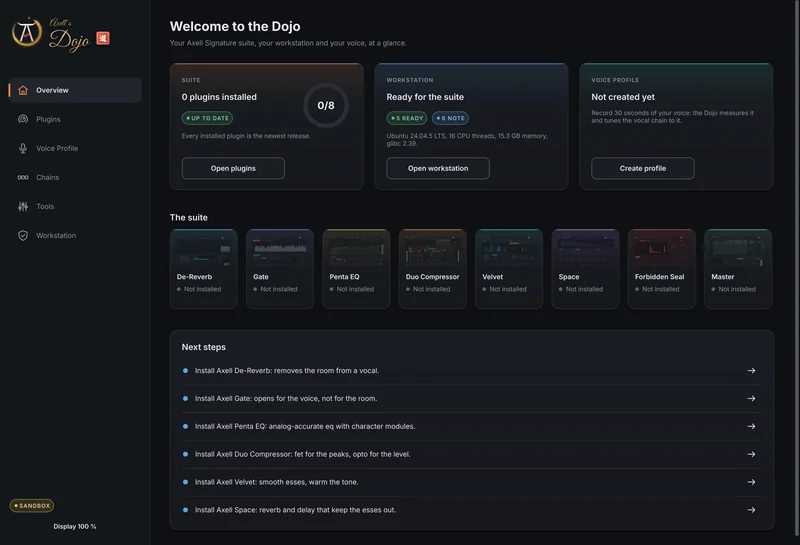 Axell's
Dojo
道
Overview
Plugins
Voice Profile
Chains
Tools
Workstation
SANDBOX
Display 100 %
Welcome to the Dojo
Your Axell Signature suite, your workstation and your voice, at a glance.
SUITE
0 plugins installed
UP TO DATE
0/8
Every installed plugin is the newest release.
Open plugins
WORKSTATION
Ready for the suite
5 READY
6 NOTE
Ubuntu 24.04.5 LTS, 16 CPU threads, 15.3 GB memory,
glibc 2.39.
Open workstation
VOICE PROFILE
Not created yet
Record 30 seconds of your voice: the Dojo measures it
and tunes the vocal chain to it.
Create profile
The suite
De-Reverb
Not installed
Gate
Not installed
Penta EQ
Not installed
Duo Compressor
Not installed
Velvet
Not installed
Space
Not installed
Forbidden Seal
Not installed
Master
Not installed
Next steps
Install Axell De-Reverb: removes the room from a vocal.
Install Axell Gate: opens for the voice, not for the room.
Install Axell Penta EQ: analog-accurate eq with character modules.
Install Axell Duo Compressor: fet for the peaks, opto for the level.
Install Axell Velvet: smooth esses, warm the tone.
Install Axell Space: reverb and delay that keep the esses out.